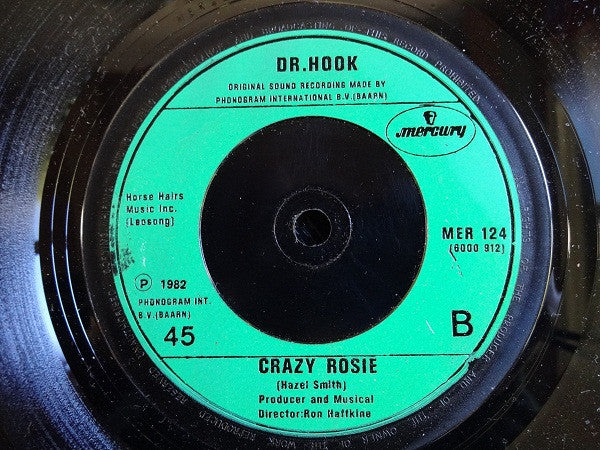 DR.HOOK
ORIGINAL SOUND RECORDING MADE BY
PHONOGRAM INTERNATIONAL B.V.(BAARN)
mercury
Horse Hairs
Music Inc.
(Leosong)
MER 124
(6000 912)
P 1982
PHONOGRAM INT.
B.V.(BAARN)
45
B
CRAZY ROSIE
(Hazel Smith)
Producer and Musical
Director:Ron Haffkine